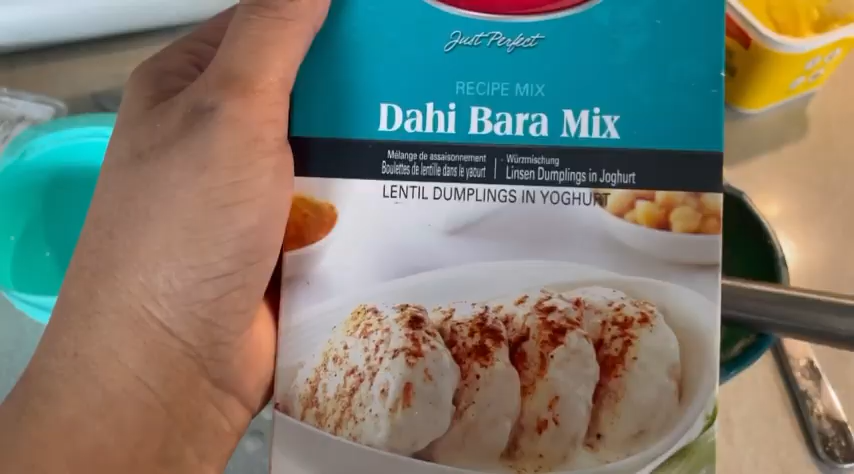 Just Perfect
RECIPE MIX
Dahi Bara Mix
Mélange de assaisonnement
Boulettes de lentille dans le yaourt
Würzmischung
Linsen Dumplings in Joghurt
LENTIL DUMPLINGS IN YOGHURT